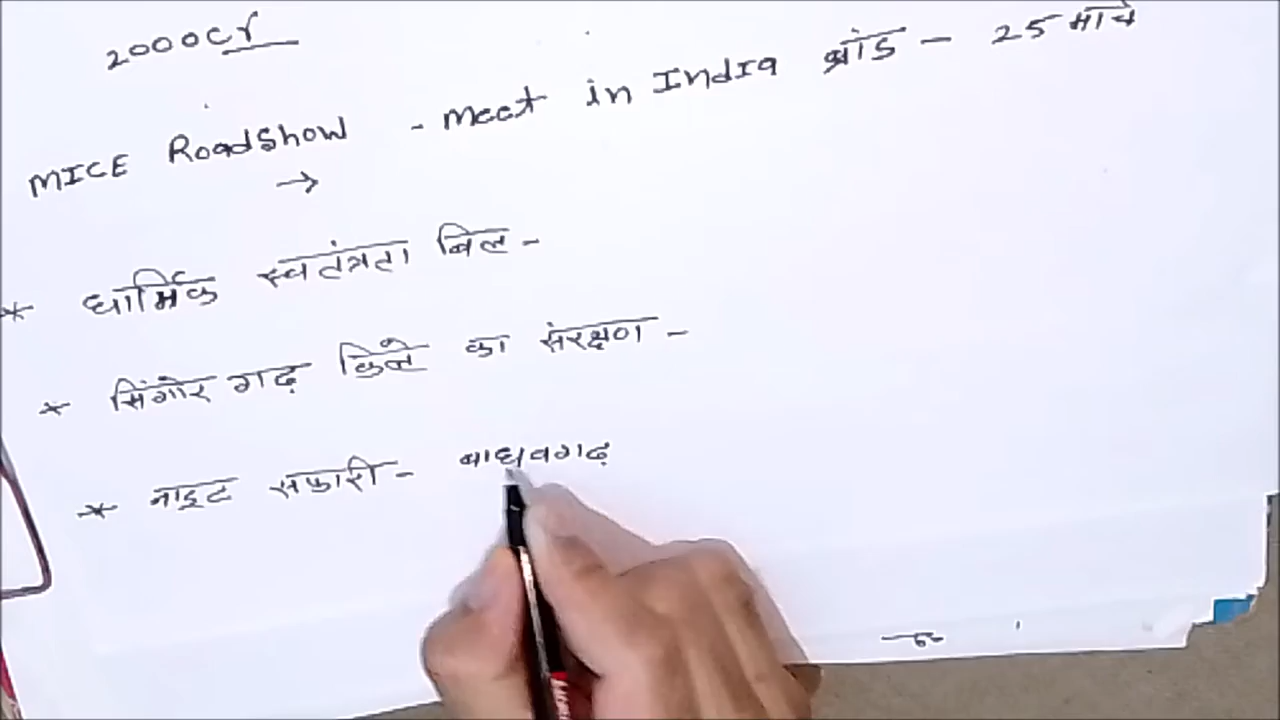 2000cr
MICE Roadshow - meet in India ब्रांड - 25 मार्च
→
* धार्मिक स्वतंत्रता बिल -
* सिंगोरगढ़ किले का संरक्षण -
* नाइट सफारी - बाधवगढ़